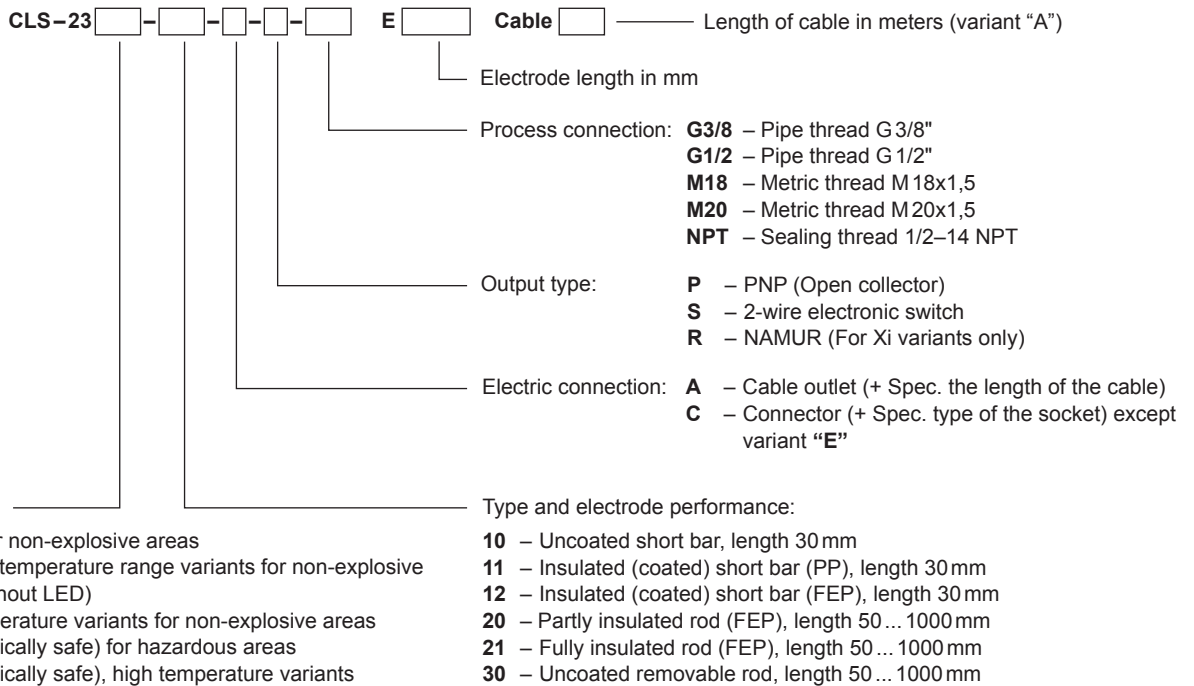 CLS–23 – – – – E Cable Length of cable in meters (variant “A”)
Electrode length in mm
Process connection: G3/8 – Pipe thread G 3/8"
G1/2 – Pipe thread G 1/2"
M18 – Metric thread M 18x1,5
M20 – Metric thread M 20x1,5
NPT – Sealing thread 1/2–14 NPT
Output type: P – PNP (Open collector)
S – 2-wire electronic switch
R – NAMUR (For Xi variants only)
Electric connection: A – Cable outlet (+ Spec. the length of the cable)
C – Connector (+ Spec. type of the socket) except
variant “E”
Type and electrode performance:
10 – Uncoated short bar, length 30 mm
11 – Insulated (coated) short bar (PP), length 30 mm
12 – Insulated (coated) short bar (FEP), length 30 mm
20 – Partly insulated rod (FEP), length 50 ... 1000 mm
21 – Fully insulated rod (FEP), length 50 ... 1000 mm
30 – Uncoated removable rod, length 50 ... 1000 mm
non-explosive areas
temperature range variants for non-explosive
LED)
variants for non-explosive areas
safe) for hazardous areas
safe), high temperature variants